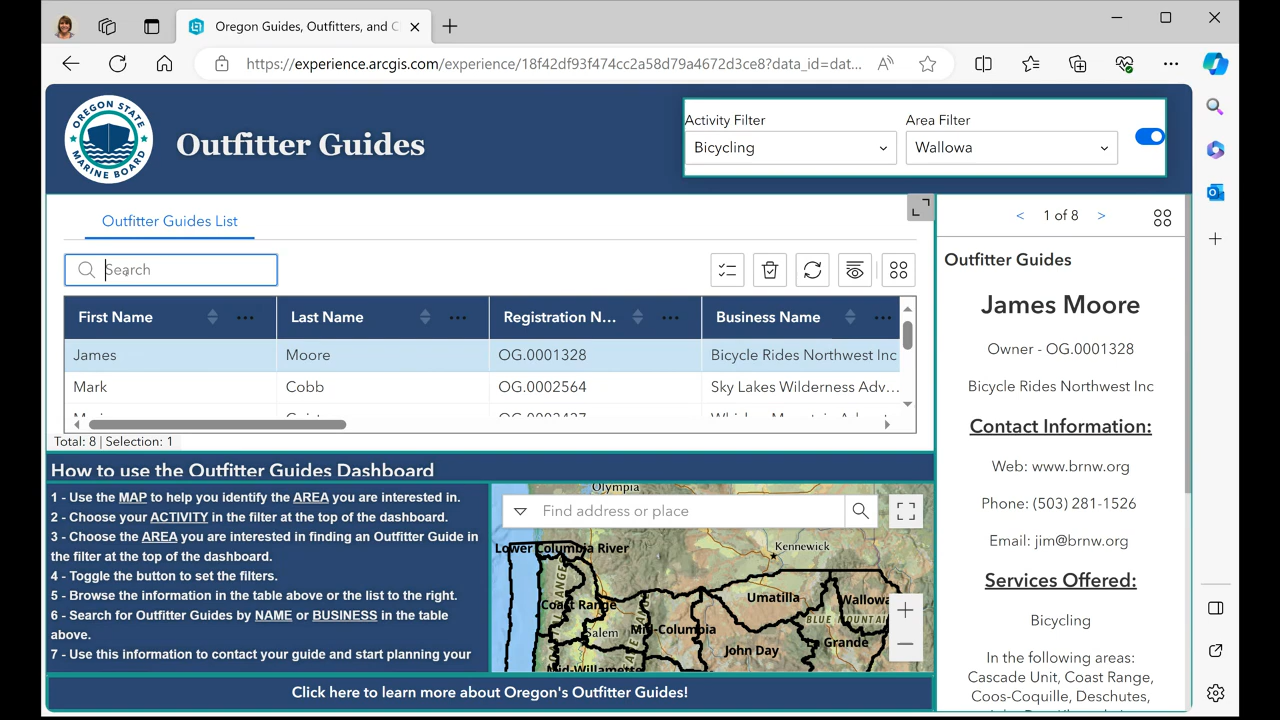 Oregon Guides, Outfitters, and C
https://experience.arcgis.com/experience/18f42df93f474cc2a58d79a4672d3ce8?data_id=dat...
OREGON STATE
MARINE BOARD
Outfitter Guides
Activity Filter
Bicycling
Area Filter
Wallowa
Outfitter Guides List
Search
First Name
Last Name
Registration N...
Business Name
James
Moore
OG.0001328
Bicycle Rides Northwest Inc
Mark
Cobb
OG.0002564
Sky Lakes Wilderness Adv...
Total: 8 | Selection: 1
How to use the Outfitter Guides Dashboard
1 - Use the MAP to help you identify the AREA you are interested in.
2 - Choose your ACTIVITY in the filter at the top of the dashboard.
3 - Choose the AREA you are interested in finding an Outfitter Guide in
the filter at the top of the dashboard.
4 - Toggle the button to set the filters.
5 - Browse the information in the table above or the list to the right.
6 - Search for Outfitter Guides by NAME or BUSINESS in the table
above.
7 - Use this information to contact your guide and start planning your
Olympia
Find address or place
Lower Columbia River
Kennewick
Coast Range
Umatilla
Wallowa
BLUE MOUNTAIN
Salem
Mid-Columbia
Grande
John Day
Mid-Willamette
Click here to learn more about Oregon's Outfitter Guides!
< 1 of 8 >
Outfitter Guides
James Moore
Owner - OG.0001328
Bicycle Rides Northwest Inc
Contact Information:
Web: www.brnw.org
Phone: (503) 281-1526
Email: jim@brnw.org
Services Offered:
Bicycling
In the following areas:
Cascade Unit, Coast Range,
Coos-Coquille, Deschutes,